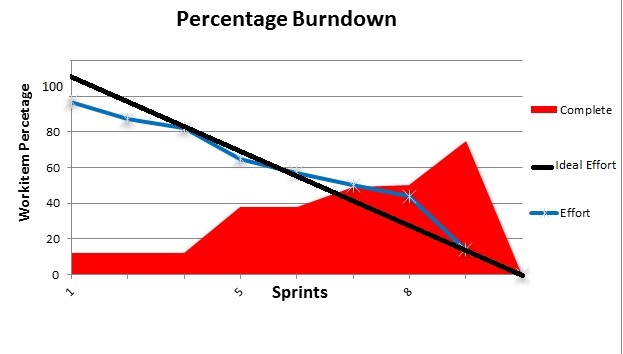 Percentage Burndown
Workitem Percetage
100
80
60
40
20
0
1
5
8
Sprints
Complete
Ideal Effort
Effort